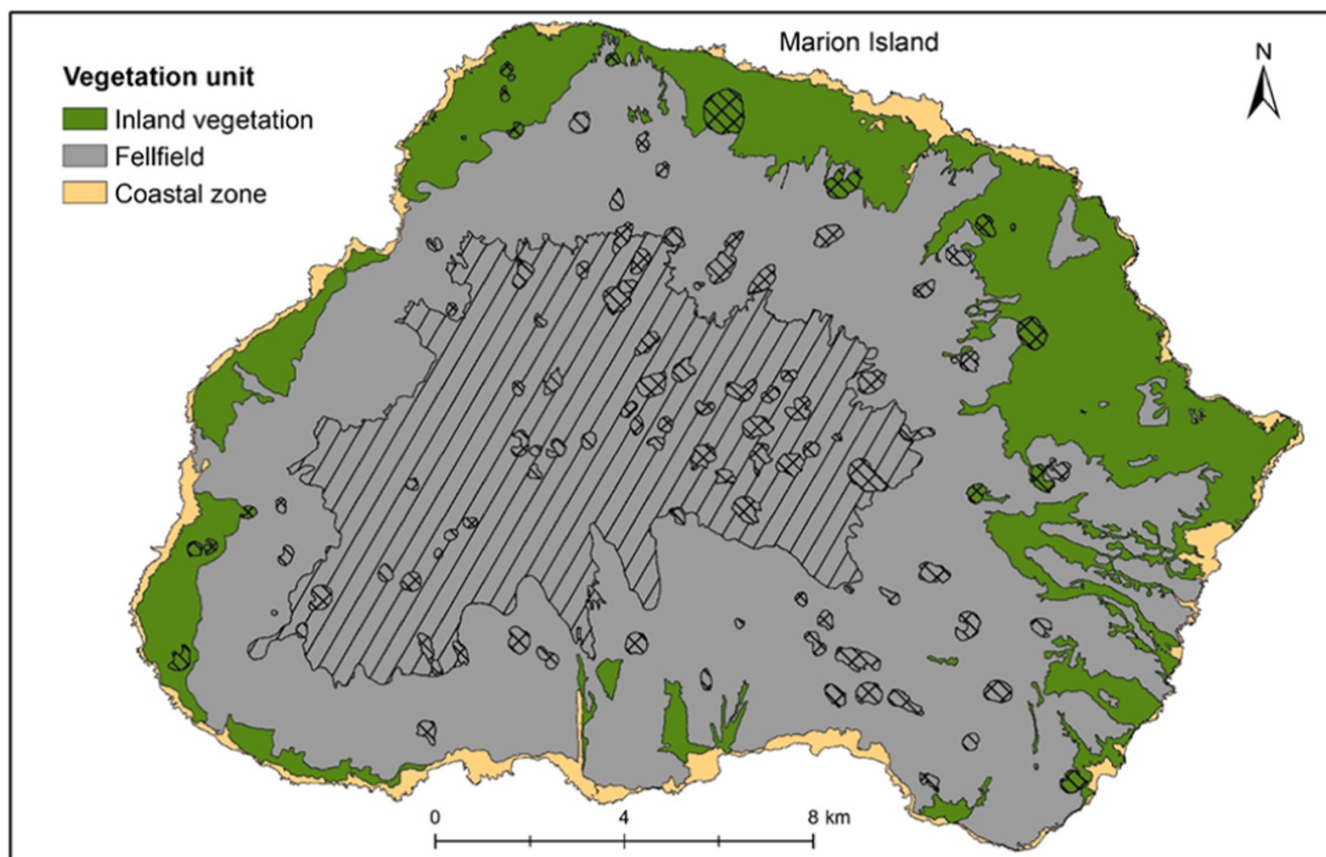 Marion Island
N
Vegetation unit
Inland vegetation
Fellfield
Coastal zone
0 4 8 km